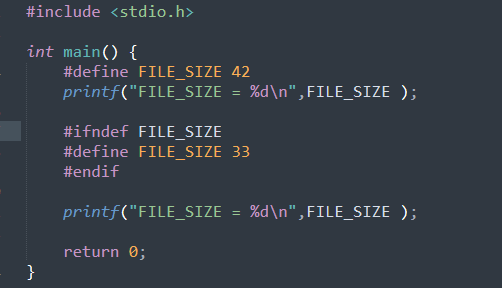 #include <stdio.h>
int main() {
#define FILE_SIZE 42
printf("FILE_SIZE = %d\n",FILE_SIZE );
#ifndef FILE_SIZE
#define FILE_SIZE 33
#endif
printf("FILE_SIZE = %d\n",FILE_SIZE );
return 0;
}